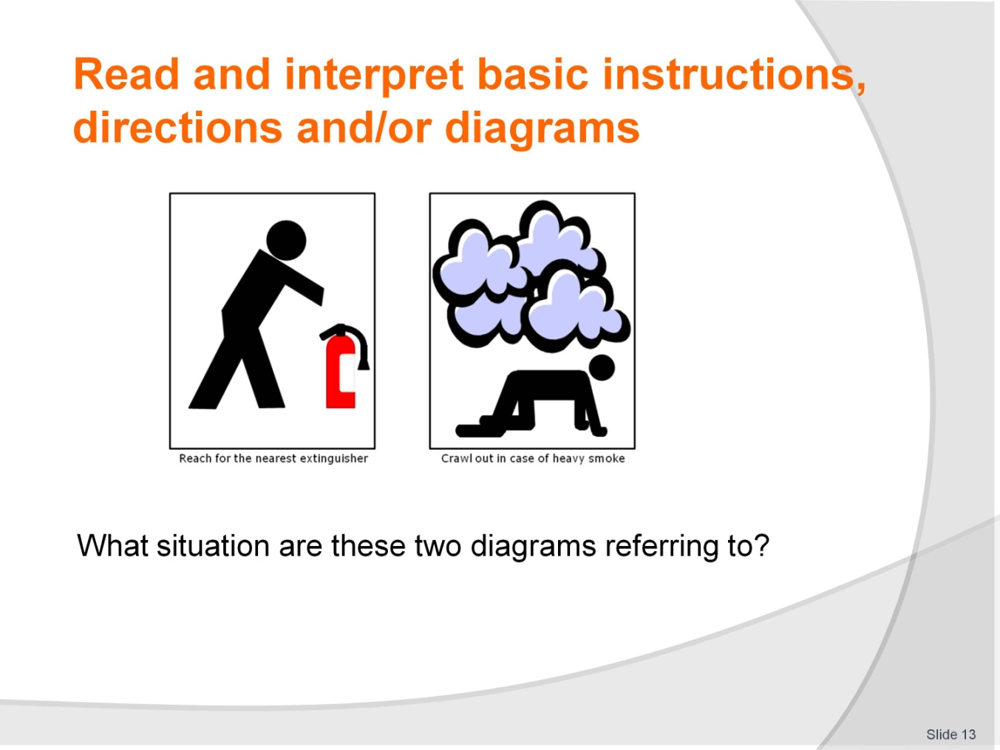 Read and interpret basic instructions,
directions and/or diagrams
Reach for the nearest extinguisher
Crawl out in case of heavy smoke
What situation are these two diagrams referring to?
Slide 13